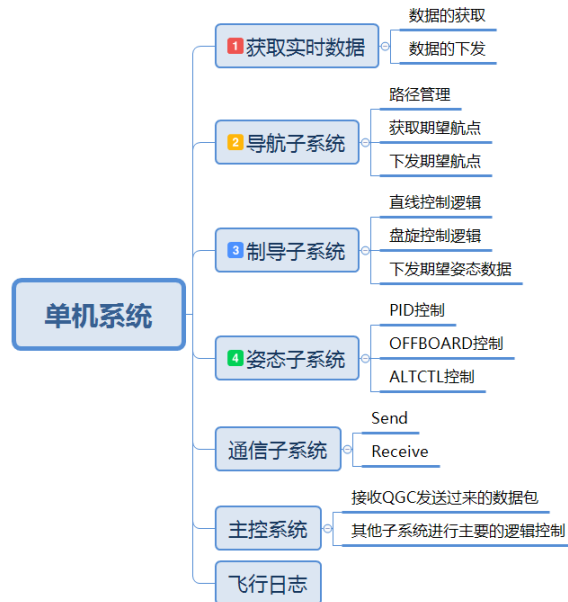 单机系统
1 获取实时数据
数据的获取
数据的下发
2 导航子系统
路径管理
获取期望航点
下发期望航点
3 制导子系统
直线控制逻辑
盘旋控制逻辑
下发期望姿态数据
4 姿态子系统
PID控制
OFFBOARD控制
ALTCTL控制
通信子系统
Send
Receive
主控系统
接收QGC发送过来的数据包
其他子系统进行主要的逻辑控制
飞行日志